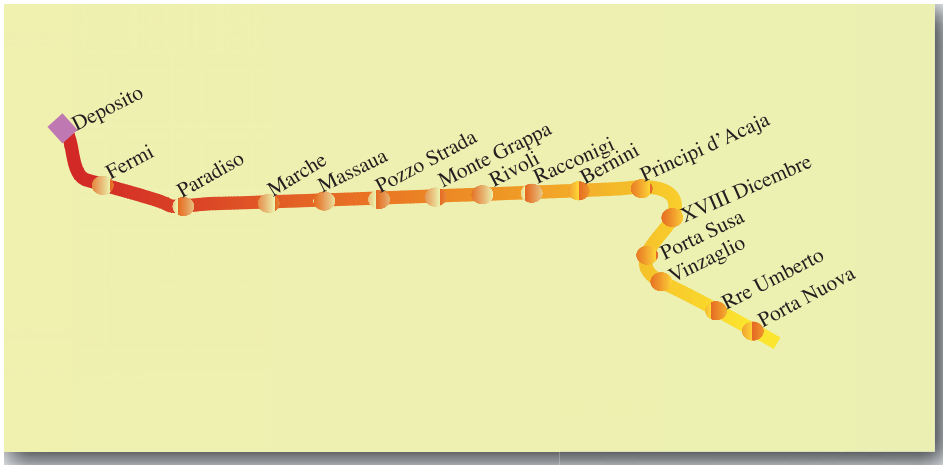 Deposito
Fermi
Paradiso
Marche
Massaua
Pozzo Strada
Monte Grappa
Rivoli
Racconigi
Bernini
Principi d' Acaja
XVIII Dicembre
Porta Susa
Vinzaglio
Rre Umberto
Porta Nuova